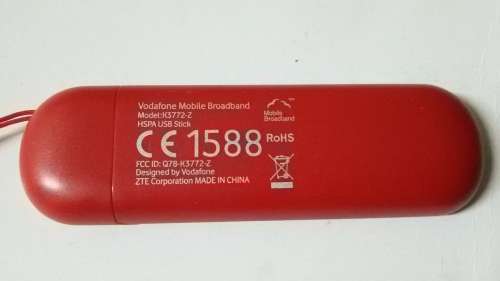 Vodafone Mobile Broadband
Model:K3772-Z
HSPA USB Stick
CE 1588 RoHS
FCC ID: Q78-K3772-Z
Designed by Vodafone
ZTE Corporation MADE IN CHINA
Mobile
Broadband